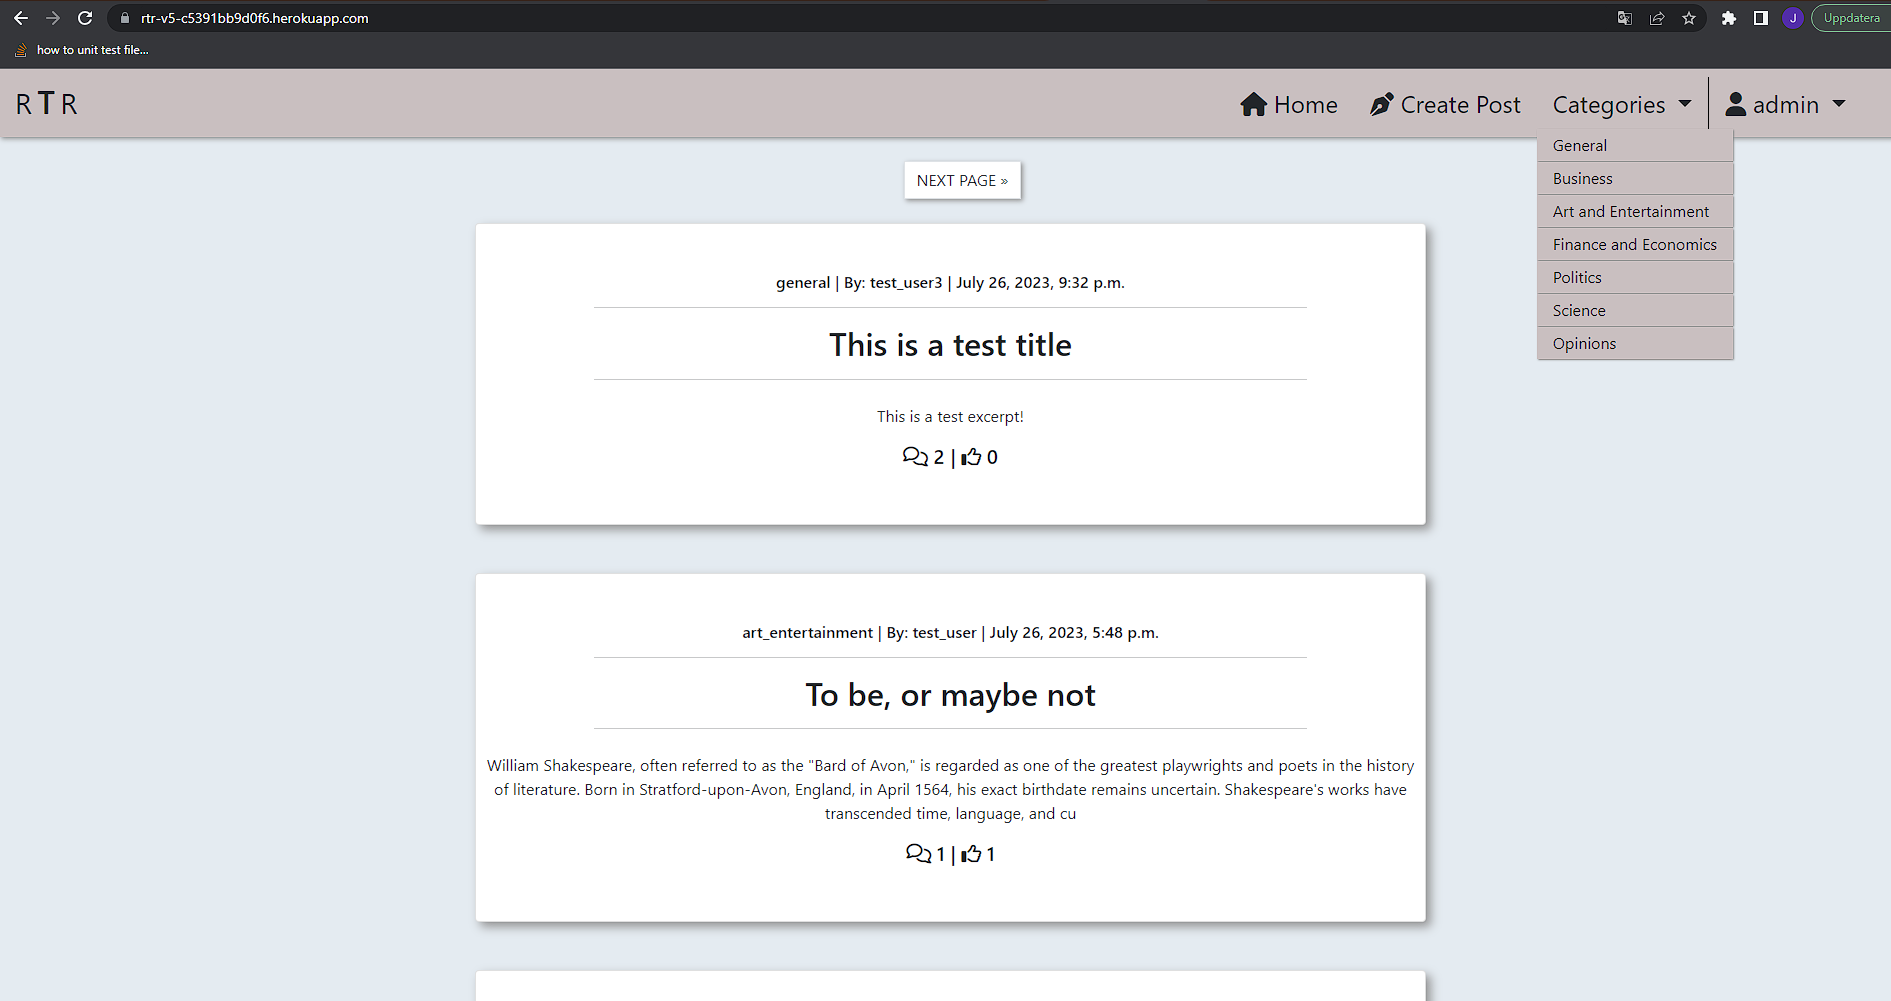 rtr-v5-c5391bb9d0f6.herokuapp.com
J
Uppdatera
how to unit test file...
R T R
Home
Create Post
Categories
admin
General
Business
Art and Entertainment
Finance and Economics
Politics
Science
Opinions
NEXT PAGE »
general | By: test_user3 | July 26, 2023, 9:32 p.m.
This is a test title
This is a test excerpt!
2 | 0
art_entertainment | By: test_user | July 26, 2023, 5:48 p.m.
To be, or maybe not
William Shakespeare, often referred to as the "Bard of Avon," is regarded as one of the greatest playwrights and poets in the history
of literature. Born in Stratford-upon-Avon, England, in April 1564, his exact birthdate remains uncertain. Shakespeare's works have
transcended time, language, and cu
1 | 1